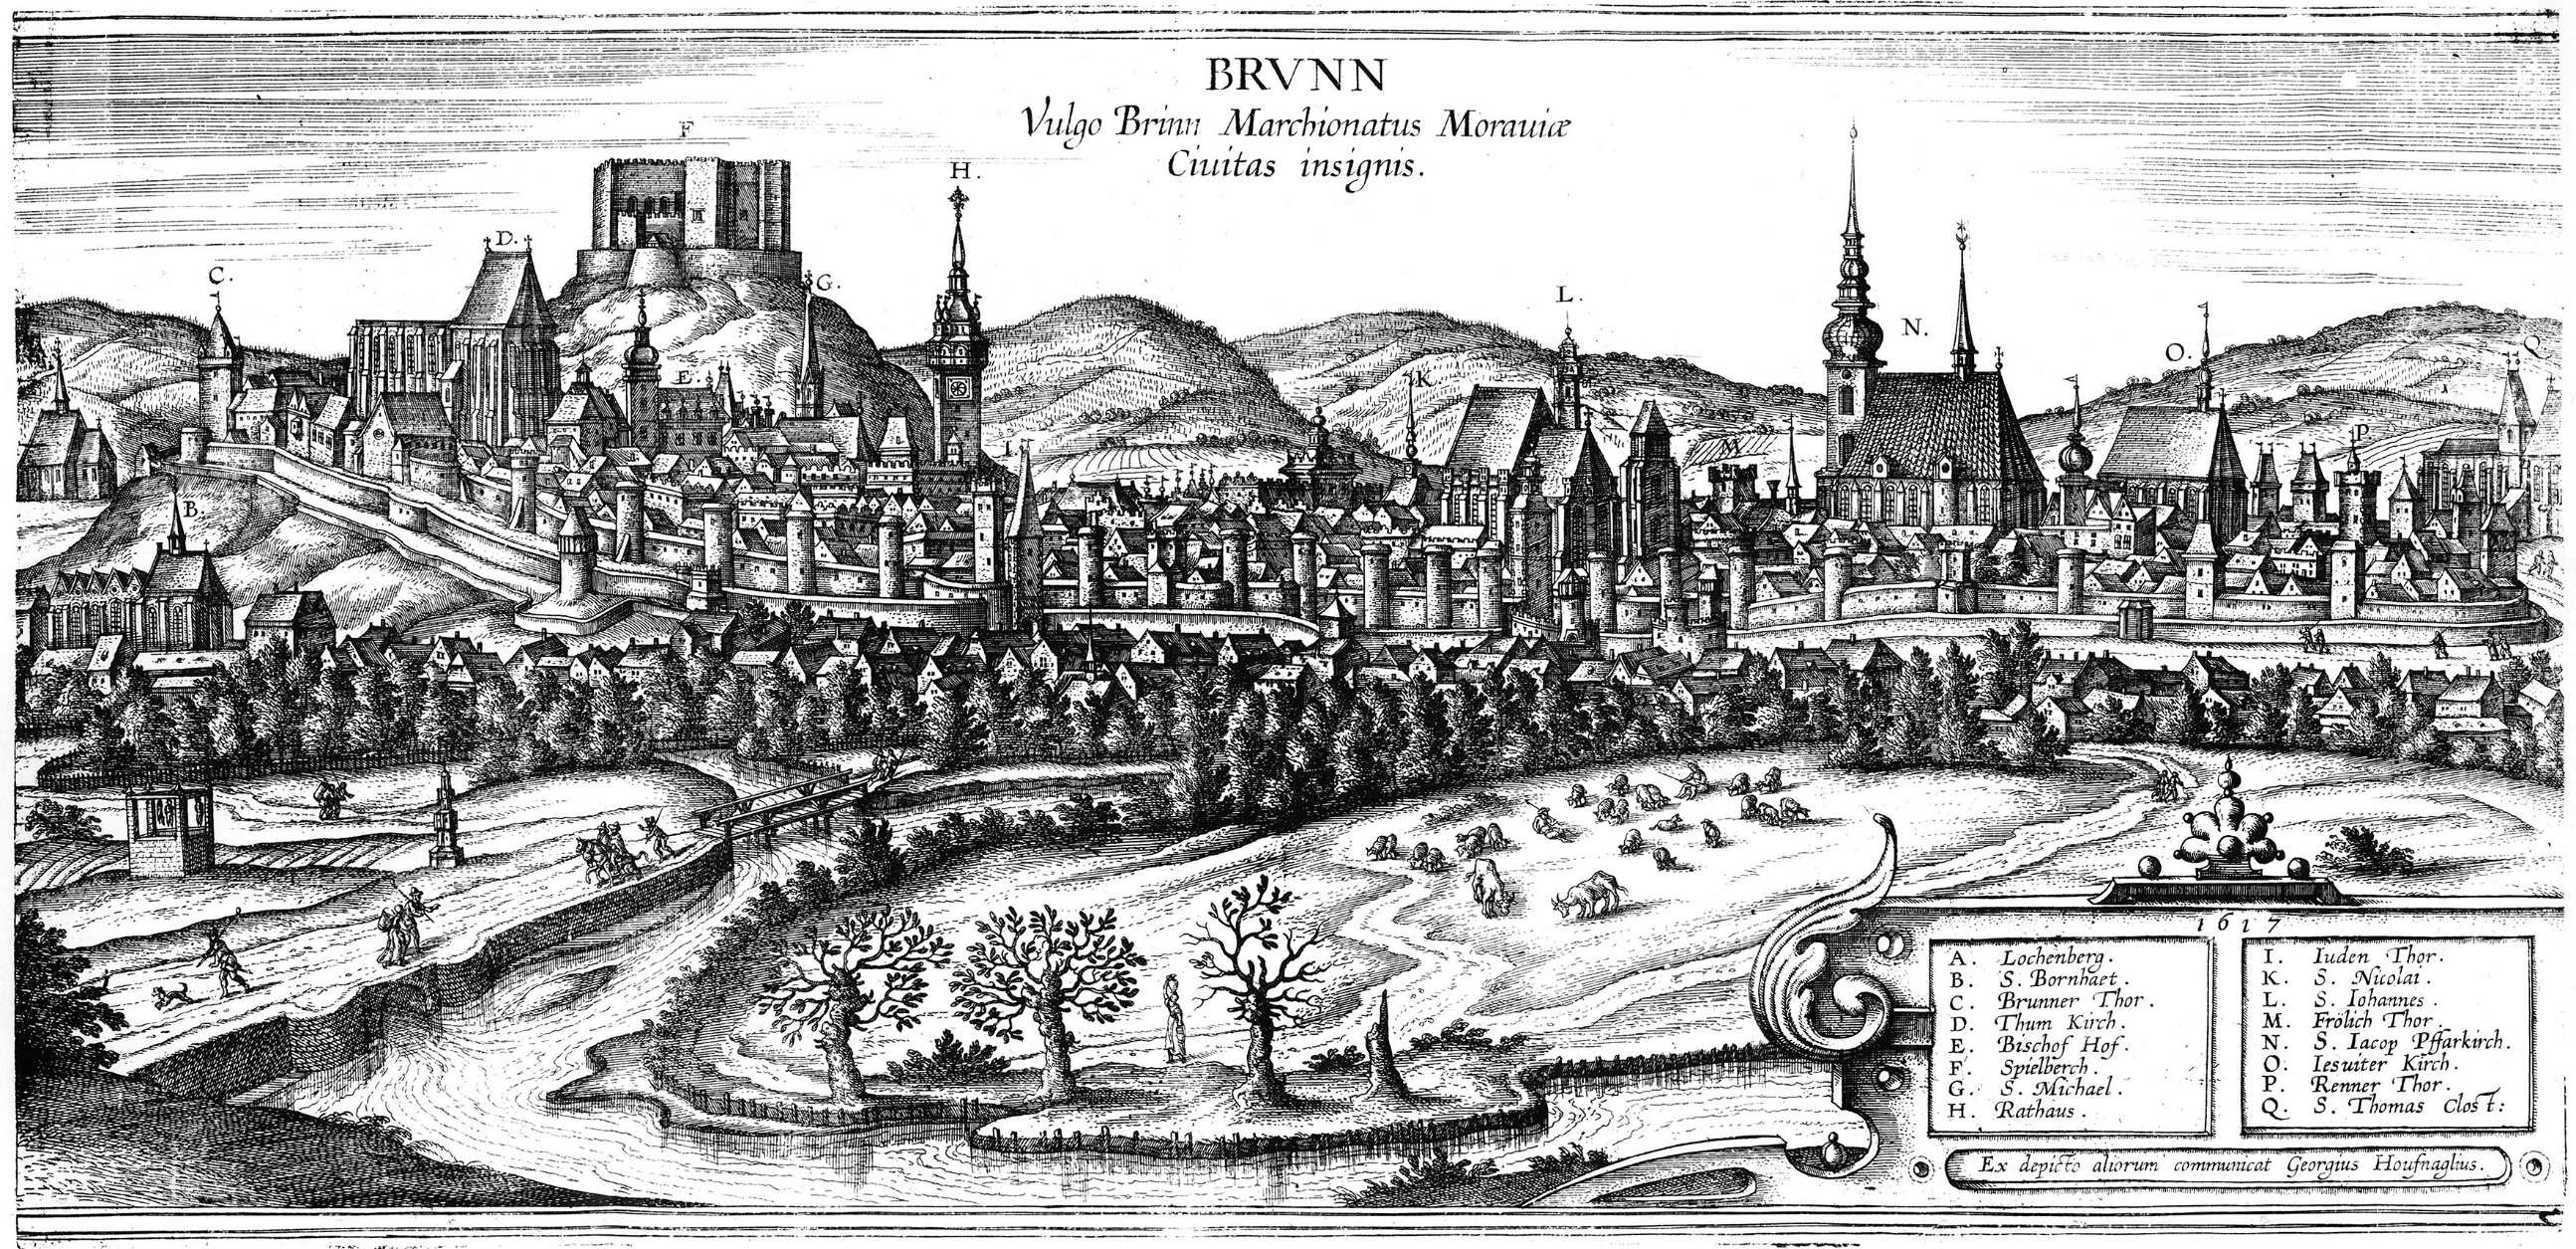 BRVNN
Vulgo Brinn Marchionatus Morauiæ
Ciuitas insignis.
F
H.
D.
C.
G.
L.
N.
O.
Q
E.
K
I
M
P
B.
1617
A. Lochenberg.
B. S. Bornhaet.
C. Brunner Thor.
D. Thum Kirch.
E. Bischof Hof.
F. Spielberch.
G. S. Michael.
H. Rathaus.
I. Iuden Thor.
K. S. Nicolai.
L. S. Iohannes.
M. Frölich Thor.
N. S. Iacop Pffarkirch.
O. Iesuiter Kirch.
P. Renner Thor.
Q. S. Thomas Clost:
Ex depicto aliorum communicat Georgius Houfnaglius.